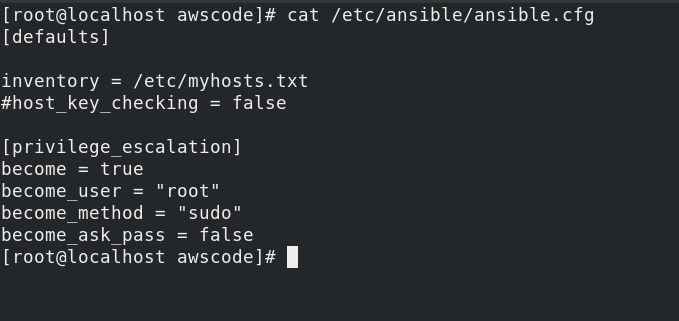 [root@localhost awscode]# cat /etc/ansible/ansible.cfg
[defaults]
inventory = /etc/myhosts.txt
#host_key_checking = false
[privilege_escalation]
become = true
become_user = "root"
become_method = "sudo"
become_ask_pass = false
[root@localhost awscode]#